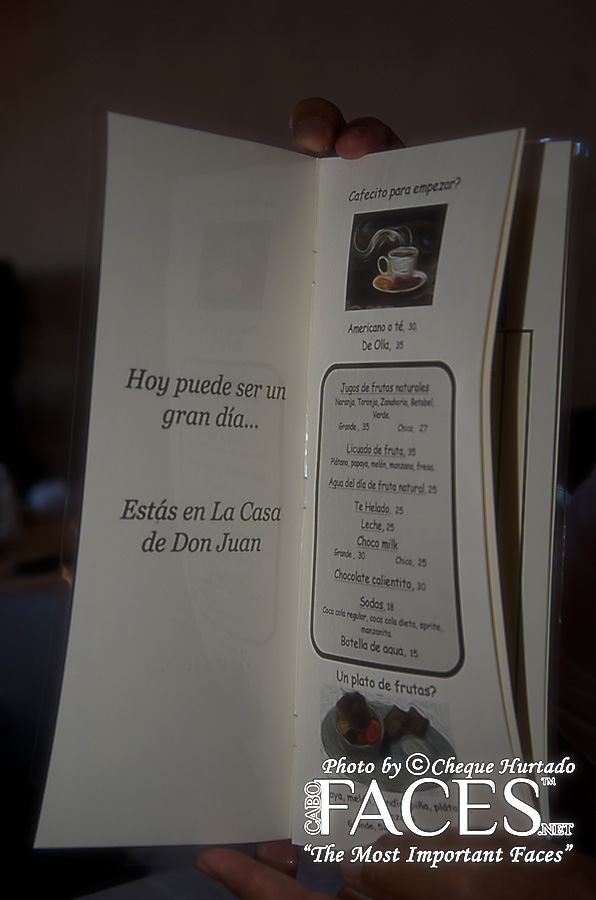 Hoy puede ser un
gran día...
Estás en La Casa
de Don Juan
Cafecito para empezar?
Americano o té, 30.
De Olla, 35
Jugos de frutas naturales
Naranja, Toronja, Zanahoria, Betabel,
Verde.
Grande, 35 Chico, 27
Licuado de fruta, 35
Plátano, papaya, melón, manzana, fresa.
Agua del día de fruta natural, 25
Te Helado, 25
Leche, 25
Choco milk
Grande, 30 Chico, 25
Chocolate calientito, 30
Sodas, 18
Coca cola regular, coca cola dieta, sprite,
manzanita.
Botella de agua, 15
Un plato de frutas?
Photo by © Cheque Hurtado
CABO FACES™.NET
"The Most Important Faces"